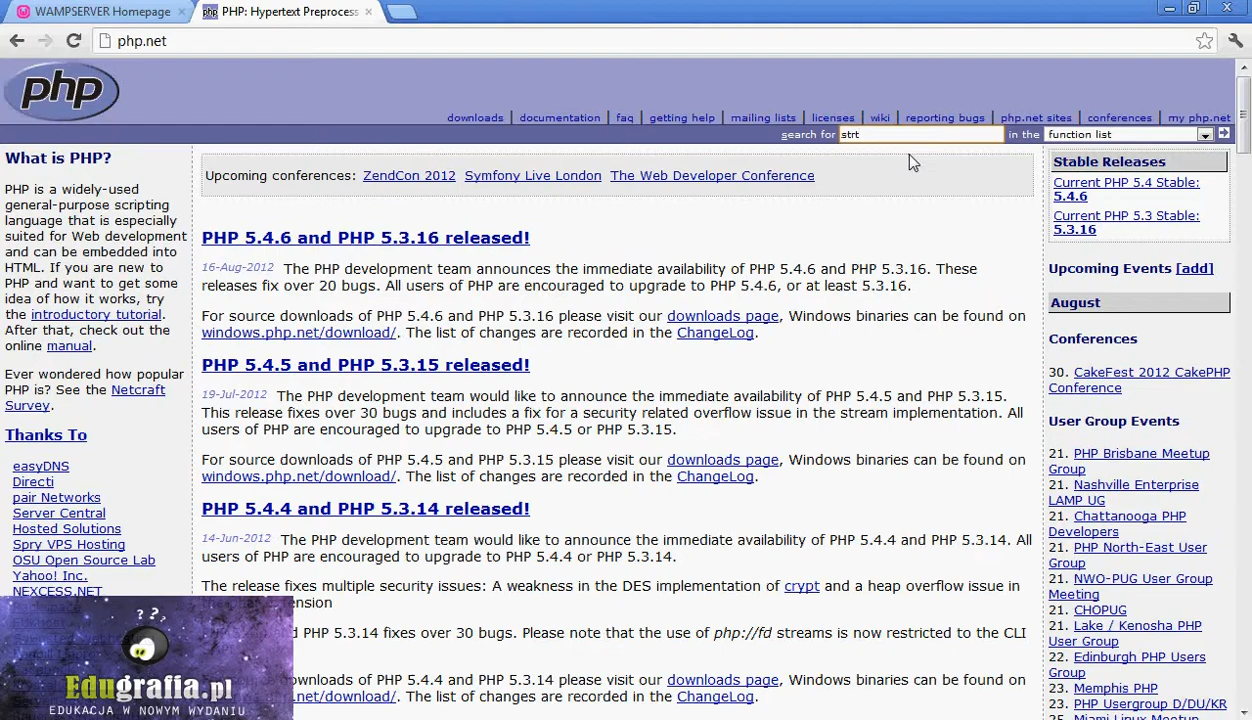 WAMPSERVER Homepage
PHP: Hypertext Preprocess
php.net
php
downloads | documentation | faq | getting help | mailing lists | licenses | wiki | reporting bugs | php.net sites | conferences | my php.net
search for strt in the function list
What is PHP?
PHP is a widely-used
general-purpose scripting
language that is especially
suited for Web development
and can be embedded into
HTML. If you are new to
PHP and want to get some
idea of how it works, try
the introductory tutorial.
After that, check out the
online manual.
Ever wondered how popular
PHP is? See the Netcraft
Survey.
Thanks To
easyDNS
Directi
pair Networks
Server Central
Hosted Solutions
Spry VPS Hosting
OSU Open Source Lab
Yahoo! Inc.
NEXCESS.NET
Upcoming conferences: ZendCon 2012 Symfony Live London The Web Developer Conference
PHP 5.4.6 and PHP 5.3.16 released!
16-Aug-2012 The PHP development team announces the immediate availability of PHP 5.4.6 and PHP 5.3.16. These
releases fix over 20 bugs. All users of PHP are encouraged to upgrade to PHP 5.4.6, or at least 5.3.16.
For source downloads of PHP 5.4.6 and PHP 5.3.16 please visit our downloads page, Windows binaries can be found on
windows.php.net/download/. The list of changes are recorded in the ChangeLog.
PHP 5.4.5 and PHP 5.3.15 released!
19-Jul-2012 The PHP development team would like to announce the immediate availability of PHP 5.4.5 and PHP 5.3.15.
This release fixes over 30 bugs and includes a fix for a security related overflow issue in the stream implementation. All
users of PHP are encouraged to upgrade to PHP 5.4.5 or PHP 5.3.15.
For source downloads of PHP 5.4.5 and PHP 5.3.15 please visit our downloads page, Windows binaries can be found on
windows.php.net/download/. The list of changes are recorded in the ChangeLog.
PHP 5.4.4 and PHP 5.3.14 released!
14-Jun-2012 The PHP development team would like to announce the immediate availability of PHP 5.4.4 and PHP 5.3.14. All
users of PHP are encouraged to upgrade to PHP 5.4.4 or PHP 5.3.14.
The release fixes multiple security issues: A weakness in the DES implementation of crypt and a heap overflow issue in
PHP 5.3.14 fixes over 30 bugs. Please note that the use of php://fd streams is now restricted to the CLI
PHP 5.4.4 and PHP 5.3.14 please visit our downloads page, Windows binaries can be found on
.net/download/. The list of changes are recorded in the ChangeLog.
Stable Releases
Current PHP 5.4 Stable:
5.4.6
Current PHP 5.3 Stable:
5.3.16
Upcoming Events [add]
August
Conferences
30. CakeFest 2012 CakePHP
Conference
User Group Events
21. PHP Brisbane Meetup
Group
21. Nashville Enterprise
LAMP UG
21. Chattanooga PHP
Developers
21. PHP North-East User
Group
21. NWO-PUG User Group
Meeting
21. CHOPUG
21. Lake / Kenosha PHP
User Group
22. Edinburgh PHP Users
Group
23. Memphis PHP
23. PHP Usergroup D/DU/KR
25. Miami Linux Meetup
? ?? ?
Edugrafia.pl
EDUKACJA W NOWYM WYDANIU